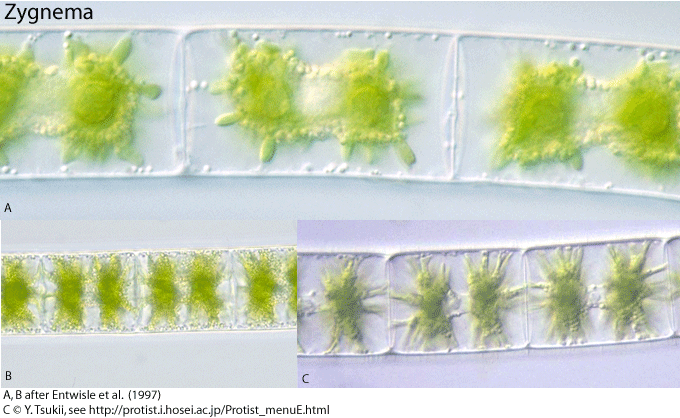 Zygnema
A
B
C
A, B after Entwisle et al. (1997)
C © Y. Tsukii, see http://protist.i.hosei.ac.jp/Protist_menuE.html